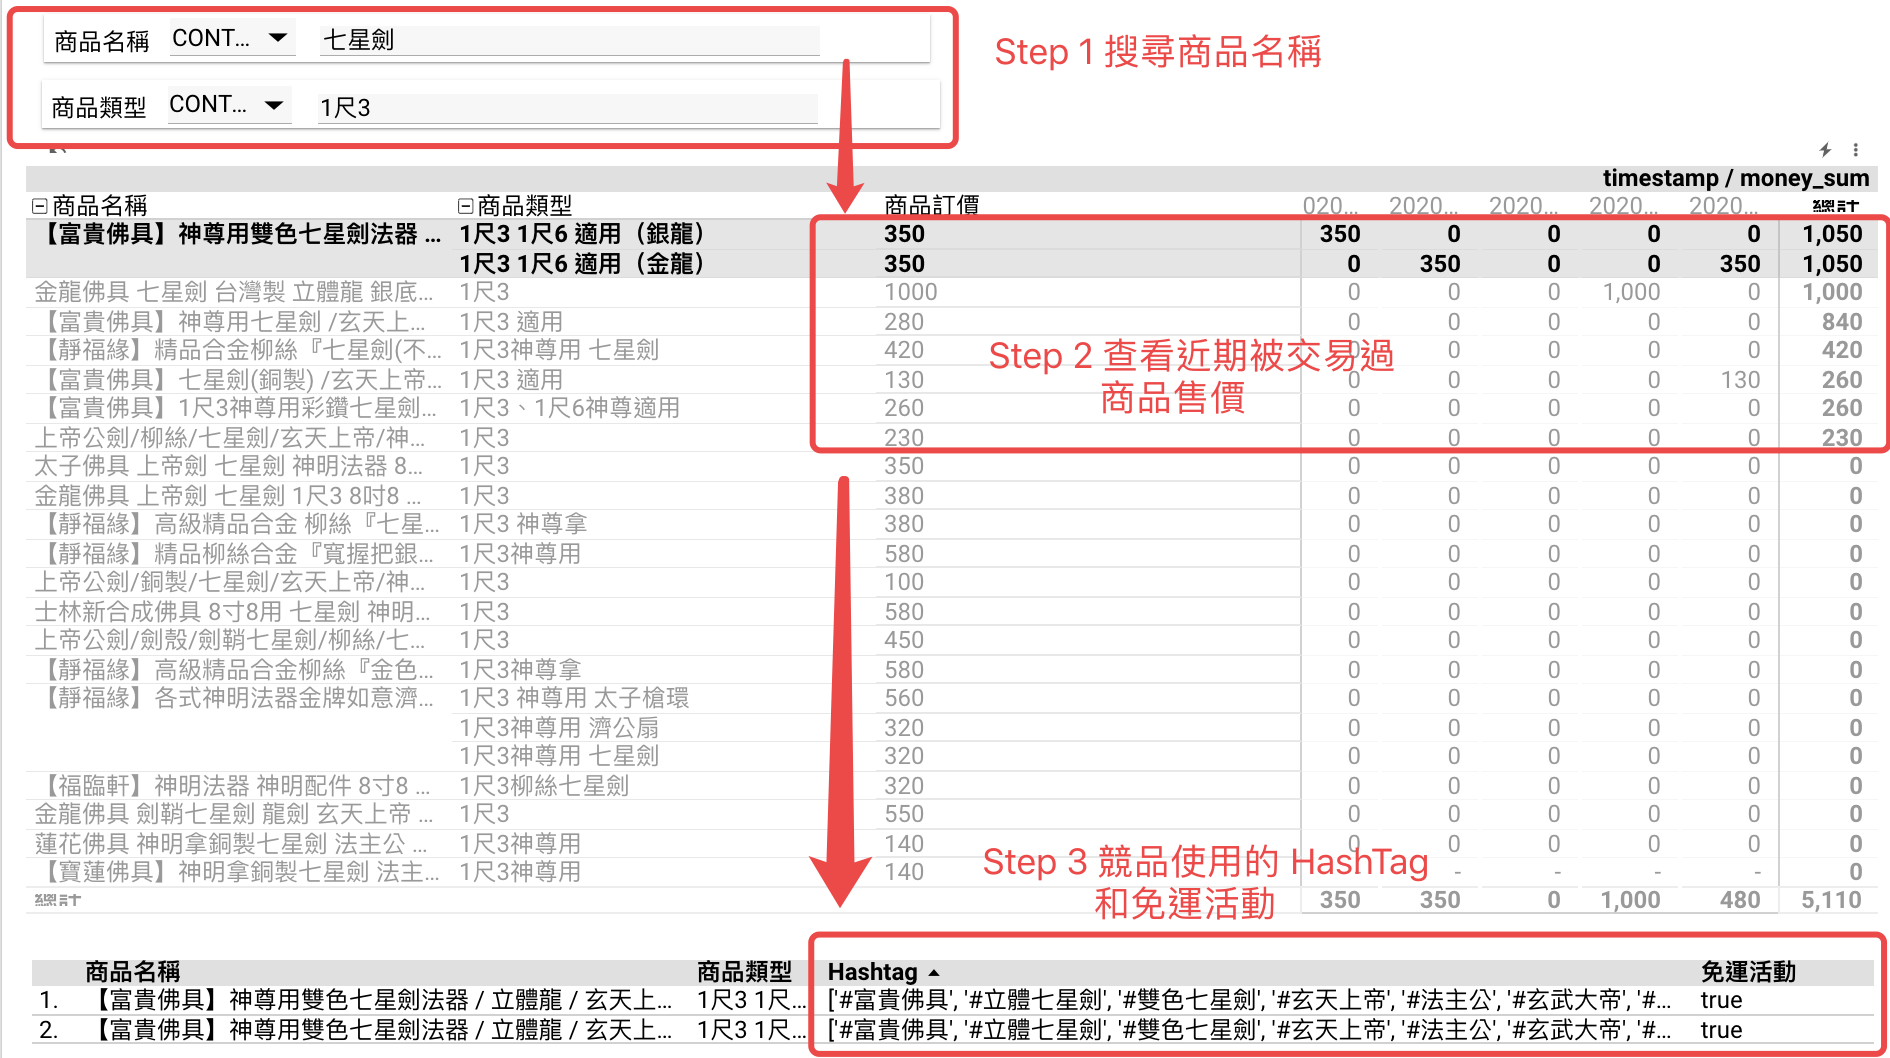 商品名稱 CONT... 七星劍
Step 1 搜尋商品名稱
商品類型 CONT... 1尺3
timestamp / money_sum
商品名稱 商品類型 商品訂價 020... 2020... 2020... 2020... 2020... 總計
【富貴佛具】神尊用雙色七星劍法器 ... 1尺3 1尺6 適用（銀龍） 350 350 0 0 0 0 1,050
1尺3 1尺6 適用（金龍） 350 0 350 0 0 350 1,050
金龍佛具 七星劍 台灣製 立體龍 銀底... 1尺3 1000 0 0 0 1,000 0 1,000
【富貴佛具】神尊用七星劍 /玄天上... 1尺3 適用 280 0 0 0 0 0 840
【靜福緣】精品合金柳絲『七星劍(不... 1尺3神尊用 七星劍 420 0 0 0 0 0 420
Step 2 查看近期被交易過
商品售價
【富貴佛具】七星劍(銅製) /玄天上帝... 1尺3 適用 130 0 0 0 0 130 260
【富貴佛具】1尺3神尊用彩鑽七星劍... 1尺3、1尺6神尊適用 260 0 0 0 0 0 260
上帝公劍/柳絲/七星劍/玄天上帝/神... 1尺3 230 0 0 0 0 0 230
太子佛具 上帝劍 七星劍 神明法器 8... 1尺3 350 0 0 0 0 0 0
金龍佛具 上帝劍 七星劍 1尺3 8吋8 ... 1尺3 380 0 0 0 0 0 0
【靜福緣】高級精品合金 柳絲『七星... 1尺3 神尊拿 380 0 0 0 0 0 0
【靜福緣】精品柳絲合金『寬握把銀... 1尺3神尊用 580 0 0 0 0 0 0
上帝公劍/銅製/七星劍/玄天上帝/神... 1尺3 100 0 0 0 0 0 0
士林新合成佛具 8寸8用 七星劍 神明... 1尺3 580 0 0 0 0 0 0
上帝公劍/劍殼/劍鞘七星劍/柳絲/七... 1尺3 450 0 0 0 0 0 0
【靜福緣】高級精品合金柳絲『金色... 1尺3神尊拿 580 0 0 0 0 0 0
【靜福緣】各式神明法器金牌如意濟... 1尺3 神尊用 太子槍環 560 0 0 0 0 0 0
1尺3神尊用 濟公扇 320 0 0 0 0 0 0
1尺3神尊用 七星劍 320 0 0 0 0 0 0
【福臨軒】神明法器 神明配件 8寸8 ... 1尺3柳絲七星劍 320 0 0 0 0 0 0
金龍佛具 劍鞘七星劍 龍劍 玄天上帝 ... 1尺3 550 0 0 0 0 0 0
蓮花佛具 神明拿銅製七星劍 法主公 ... 1尺3神尊用 140 0 0 0 0 0 0
【寶蓮佛具】神明拿銅製七星劍 法主... 1尺3神尊用 140 - - - - 0
Step 3 競品使用的 HashTag
和免運活動
總計 350 350 0 1,000 480 5,110
商品名稱 商品類型 Hashtag 免運活動
1. 【富貴佛具】神尊用雙色七星劍法器 / 立體龍 / 玄天上... 1尺3 1尺... ['#富貴佛具', '#立體七星劍', '#雙色七星劍', '#玄天上帝', '#法主公', '#玄武大帝', '#... true
2. 【富貴佛具】神尊用雙色七星劍法器 / 立體龍 / 玄天上... 1尺3 1尺... ['#富貴佛具', '#立體七星劍', '#雙色七星劍', '#玄天上帝', '#法主公', '#玄武大帝', '#... true